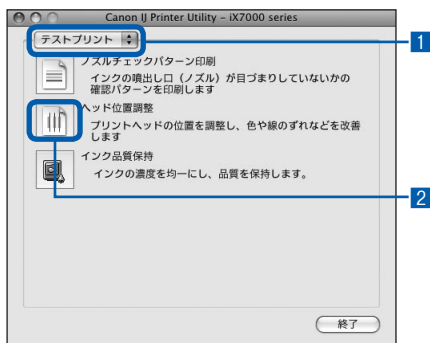 Canon IJ Printer Utility – iX7000 series
テストプリント
1
ノズルチェックパターン印刷
インクの噴出し口（ノズル）が目づまりしていないかの
確認パターンを印刷します
ヘッド位置調整
プリントヘッドの位置を調整し、色や線のずれなどを改善
します
2
インク品質保持
インクの濃度を均一にし、品質を保持します。
終了